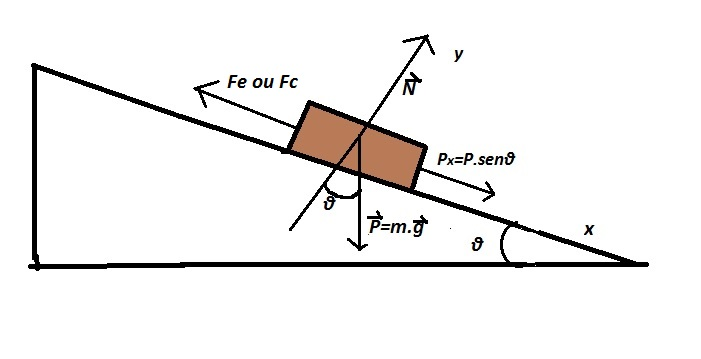 y
Fe ou Fc
N⃗
Px=P.senϑ
ϑ
P⃗=m.g⃗
x
ϑ